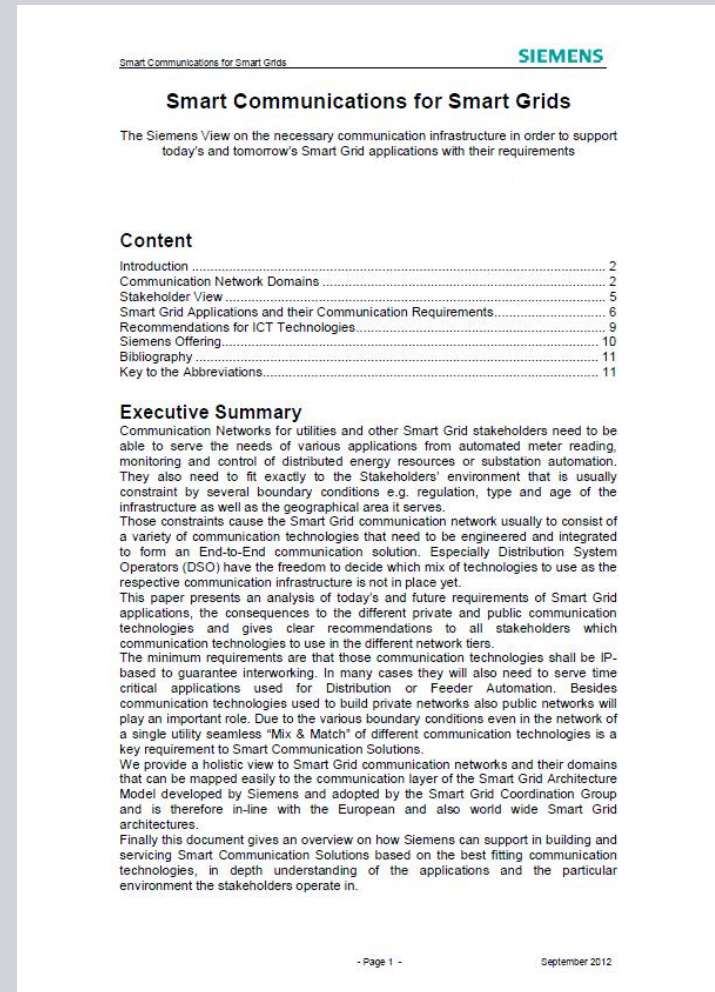 Smart Communications for Smart Grids
SIEMENS
Smart Communications for Smart Grids
The Siemens View on the necessary communication infrastructure in order to support
today's and tomorrow's Smart Grid applications with their requirements
Content
Introduction ........ 2
Communication Network Domains ........ 2
Stakeholder View ........ 5
Smart Grid Applications and their Communication Requirements........ 6
Recommendations for ICT Technologies........ 9
Siemens Offering........ 10
Bibliography ........ 11
Key to the Abbreviations........ 11
Executive Summary
Communication Networks for utilities and other Smart Grid stakeholders need to be
able to serve the needs of various applications from automated meter reading,
monitoring and control of distributed energy resources or substation automation.
They also need to fit exactly to the Stakeholders' environment that is usually
constraint by several boundary conditions e.g. regulation, type and age of the
infrastructure as well as the geographical area it serves.
Those constraints cause the Smart Grid communication network usually to consist of
a variety of communication technologies that need to be engineered and integrated
to form an End-to-End communication solution. Especially Distribution System
Operators (DSO) have the freedom to decide which mix of technologies to use as the
respective communication infrastructure is not in place yet.
This paper presents an analysis of today's and future requirements of Smart Grid
applications, the consequences to the different private and public communication
technologies and gives clear recommendations to all stakeholders which
communication technologies to use in the different network tiers.
The minimum requirements are that those communication technologies shall be IP-
based to guarantee interworking. In many cases they will also need to serve time
critical applications used for Distribution or Feeder Automation. Besides
communication technologies used to build private networks also public networks will
play an important role. Due to the various boundary conditions even in the network of
a single utility seamless "Mix & Match" of different communication technologies is a
key requirement to Smart Communication Solutions.
We provide a holistic view to Smart Grid communication networks and their domains
that can be mapped easily to the communication layer of the Smart Grid Architecture
Model developed by Siemens and adopted by the Smart Grid Coordination Group
and is therefore in-line with the European and also world wide Smart Grid
architectures.
Finally this document gives an overview on how Siemens can support in building and
servicing Smart Communication Solutions based on the best fitting communication
technologies, in depth understanding of the applications and the particular
environment the stakeholders operate in.
- Page 1 -
September 2012